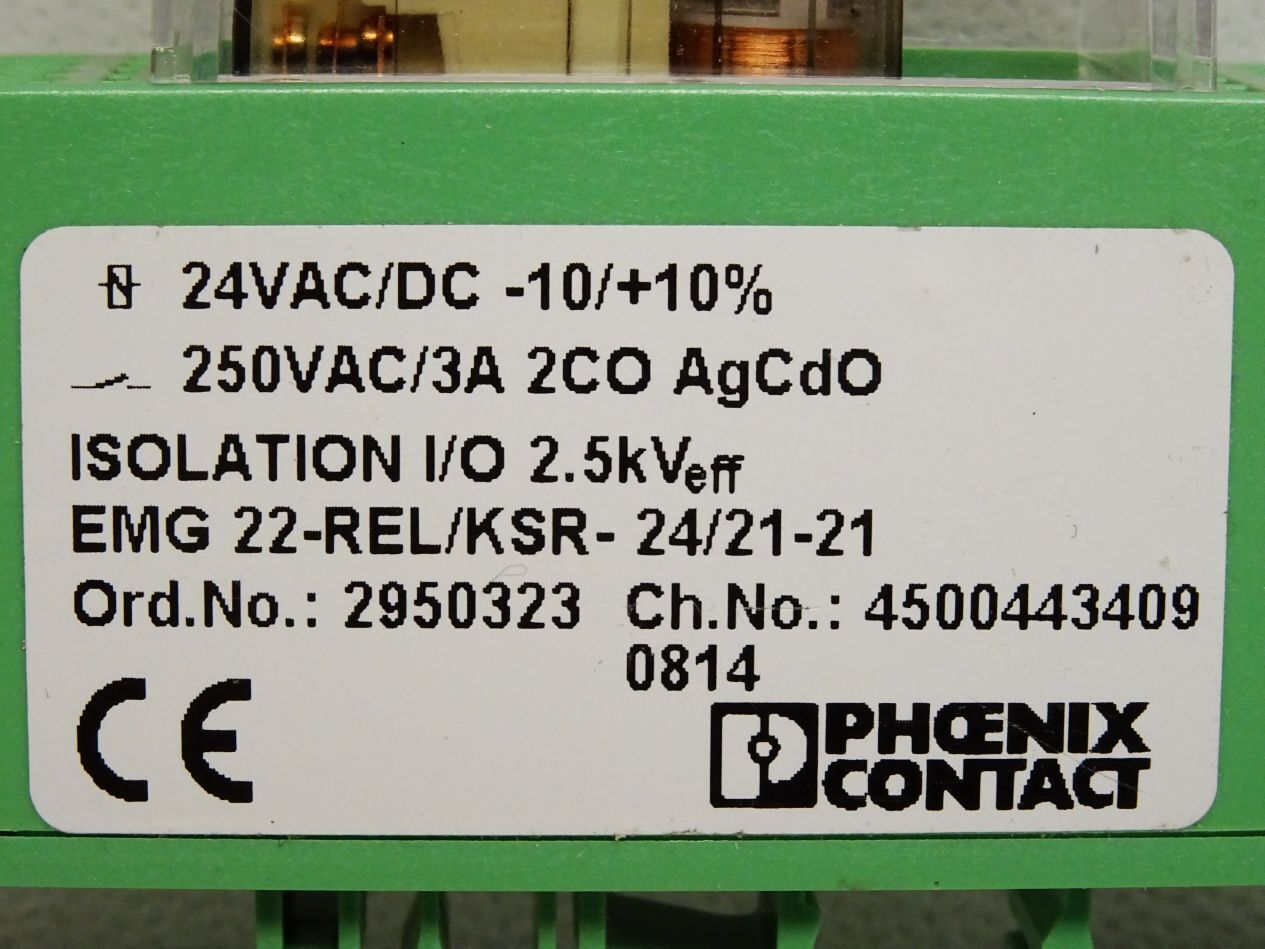 24VAC/DC -10/+10%
250VAC/3A 2CO AgCdO
ISOLATION I/O 2.5kVeff
EMG 22-REL/KSR- 24/21-21
Ord.No.: 2950323 Ch.No.: 4500443409
0814
CE
PHŒNIX
CONTACT